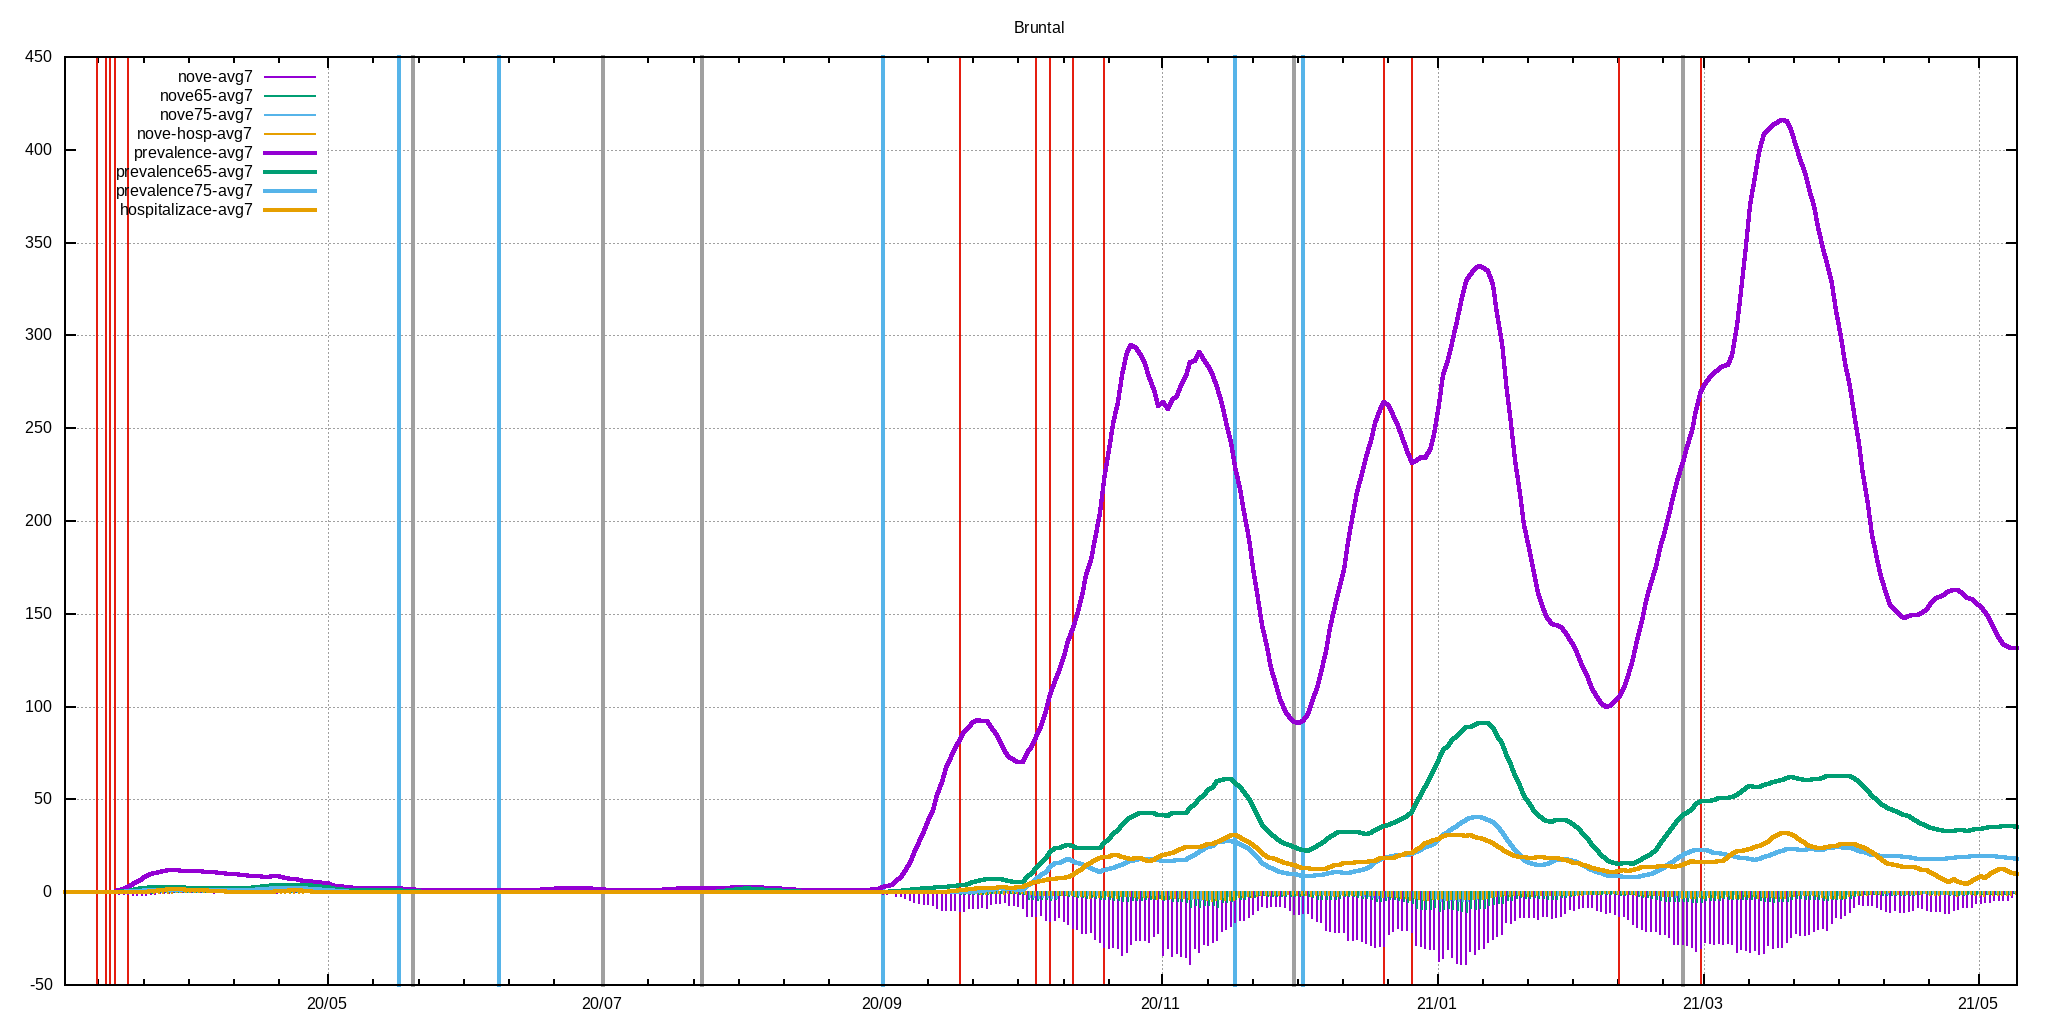 Bruntal
450
400
350
300
250
200
150
100
50
0
-50
nove-avg7
nove65-avg7
nove75-avg7
nove-hosp-avg7
prevalence-avg7
prevalence65-avg7
prevalence75-avg7
hospitalizace-avg7
20/05 20/07 20/09 20/11 21/01 21/03 21/05